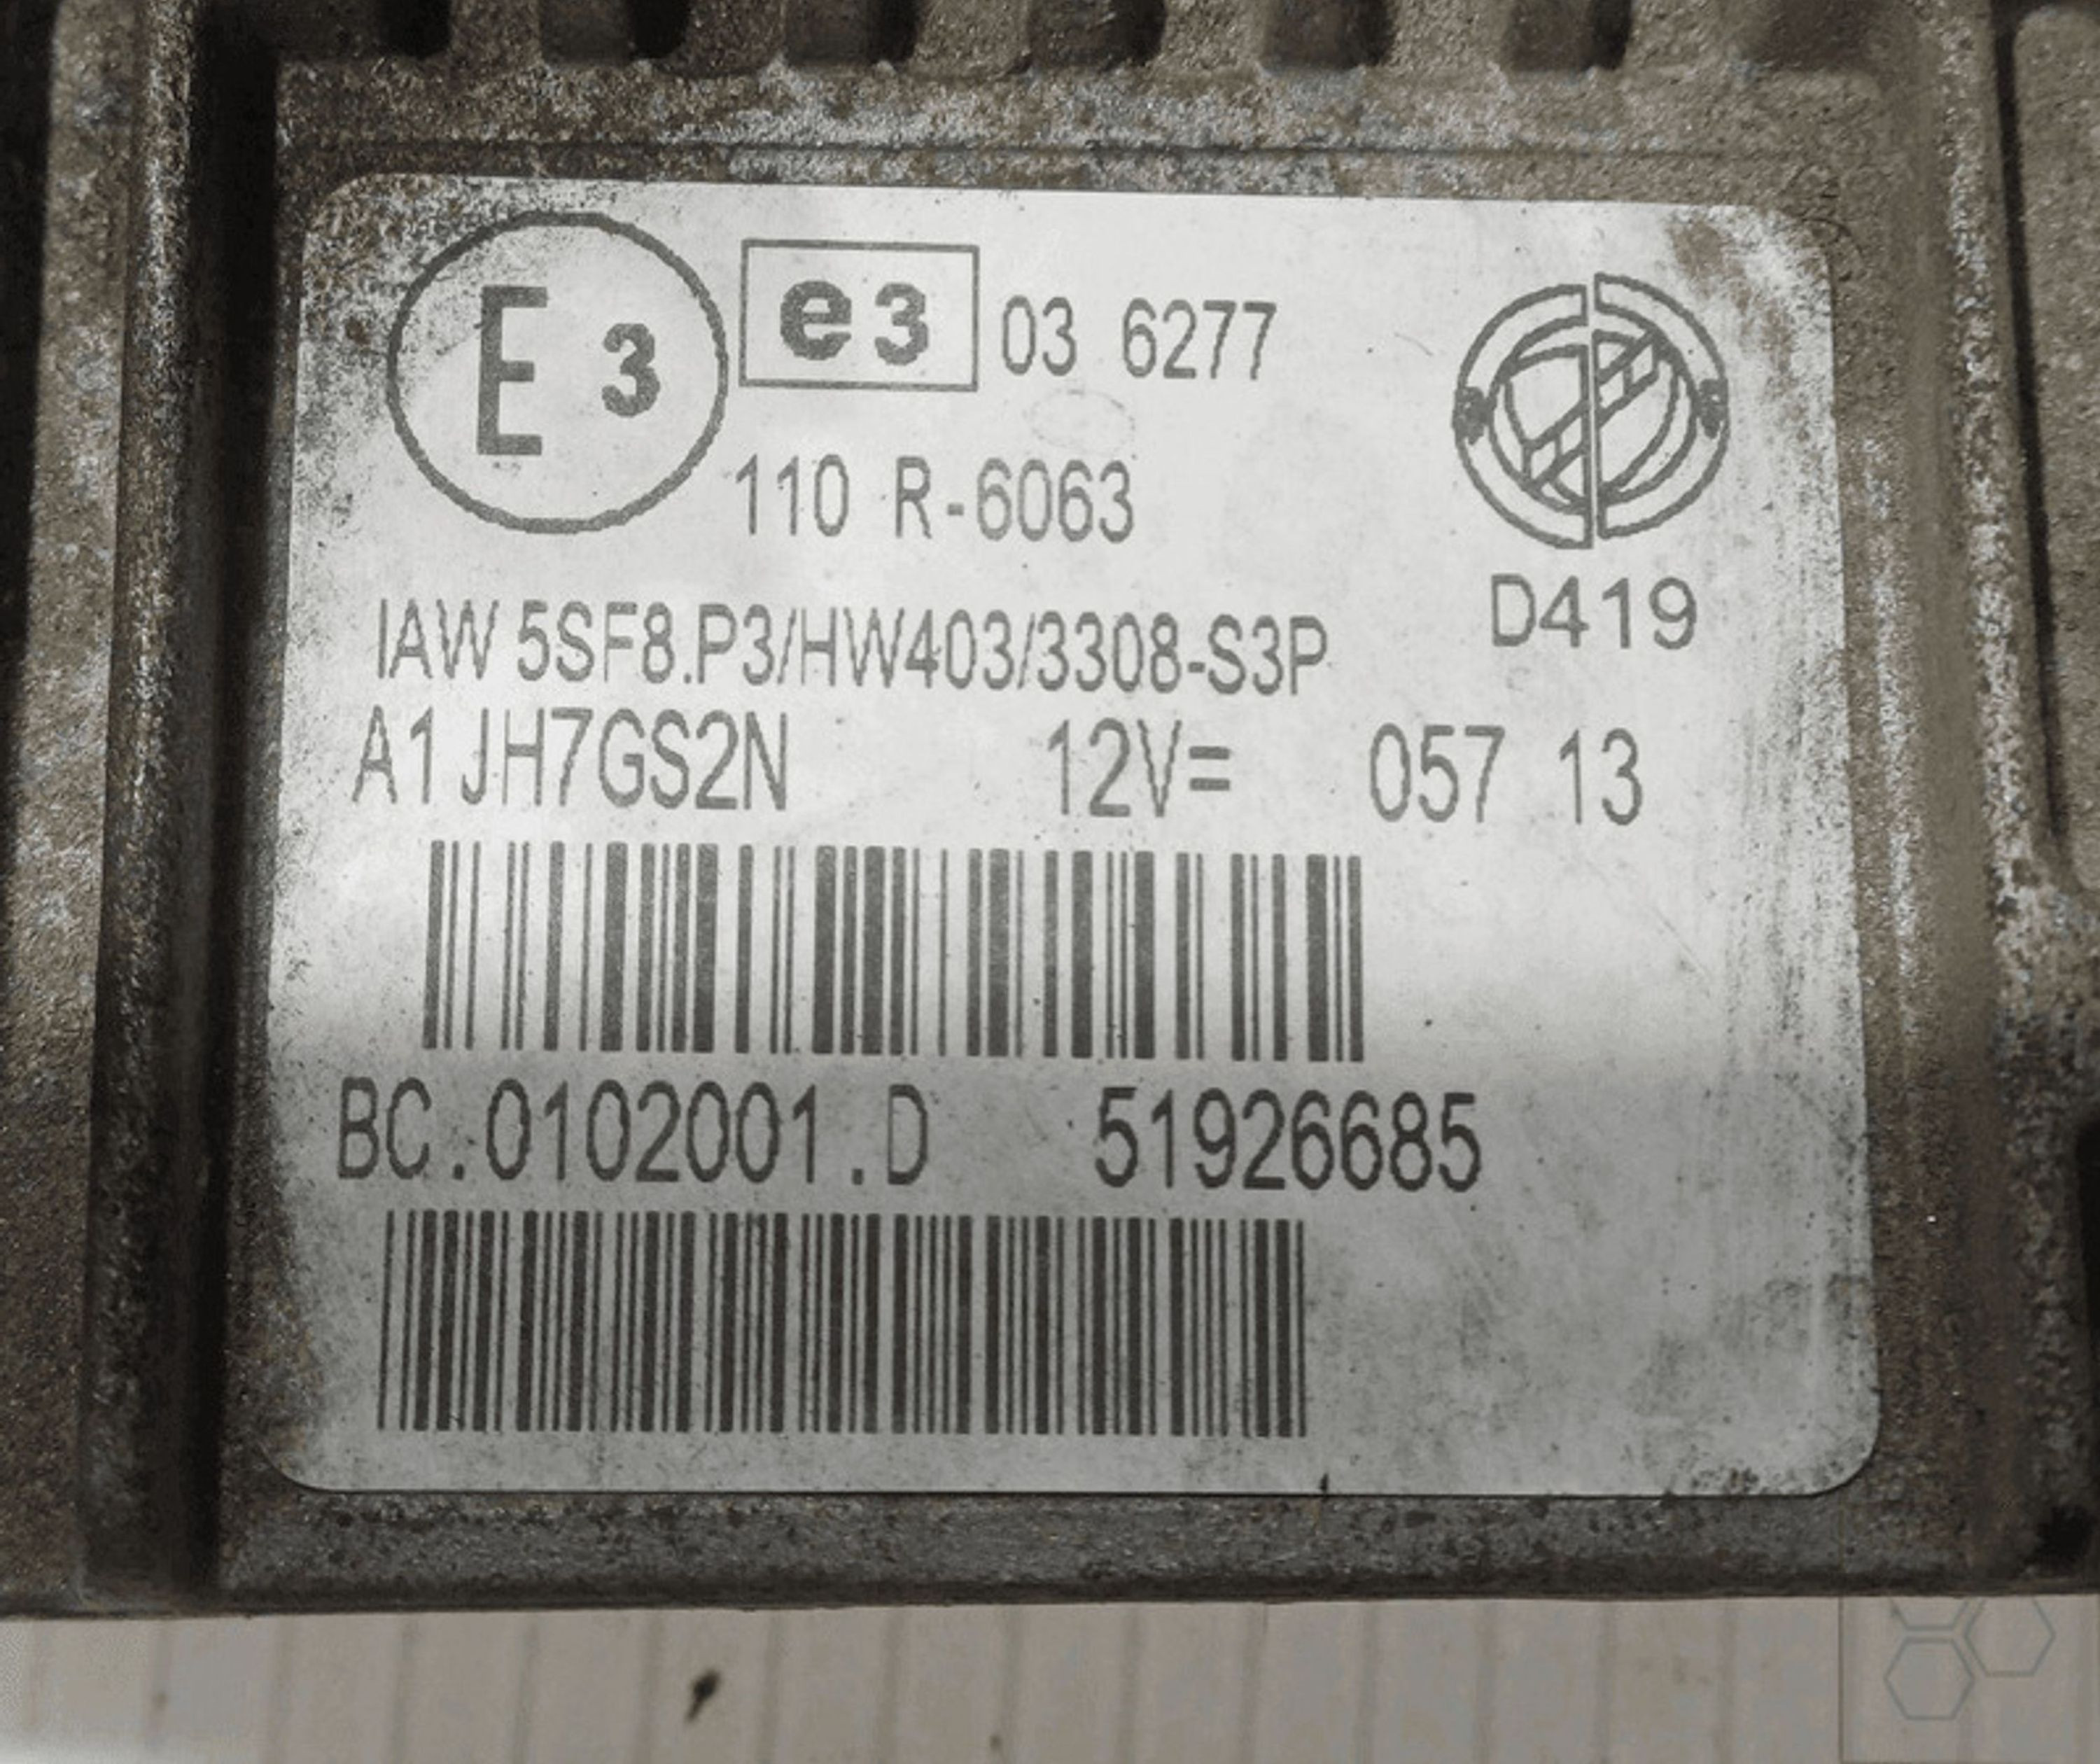 E 3 e3 03 6277
110 R-6063
D419
IAW 5SF8.P3/HW403/3308-S3P
A1JH7GS2N 12V= 057 13
BC.0102001.D 51926685